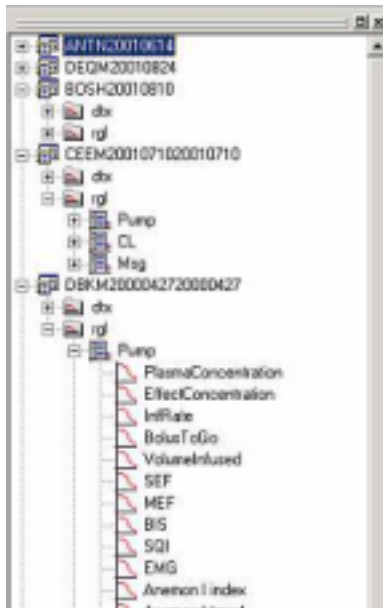 ANTN20010614
DEQM20010824
BOSH20010810
dtx
rgl
CEEM2001071020010710
dtx
rgl
Pump
CL
Msg
DBKM2000042720000427
dtx
rgl
Pump
PlasmaConcentration
EffectConcentration
InfRate
BolusToGo
VolumeInfused
SEF
MEF
BIS
SQI
EMG
Anemon I index